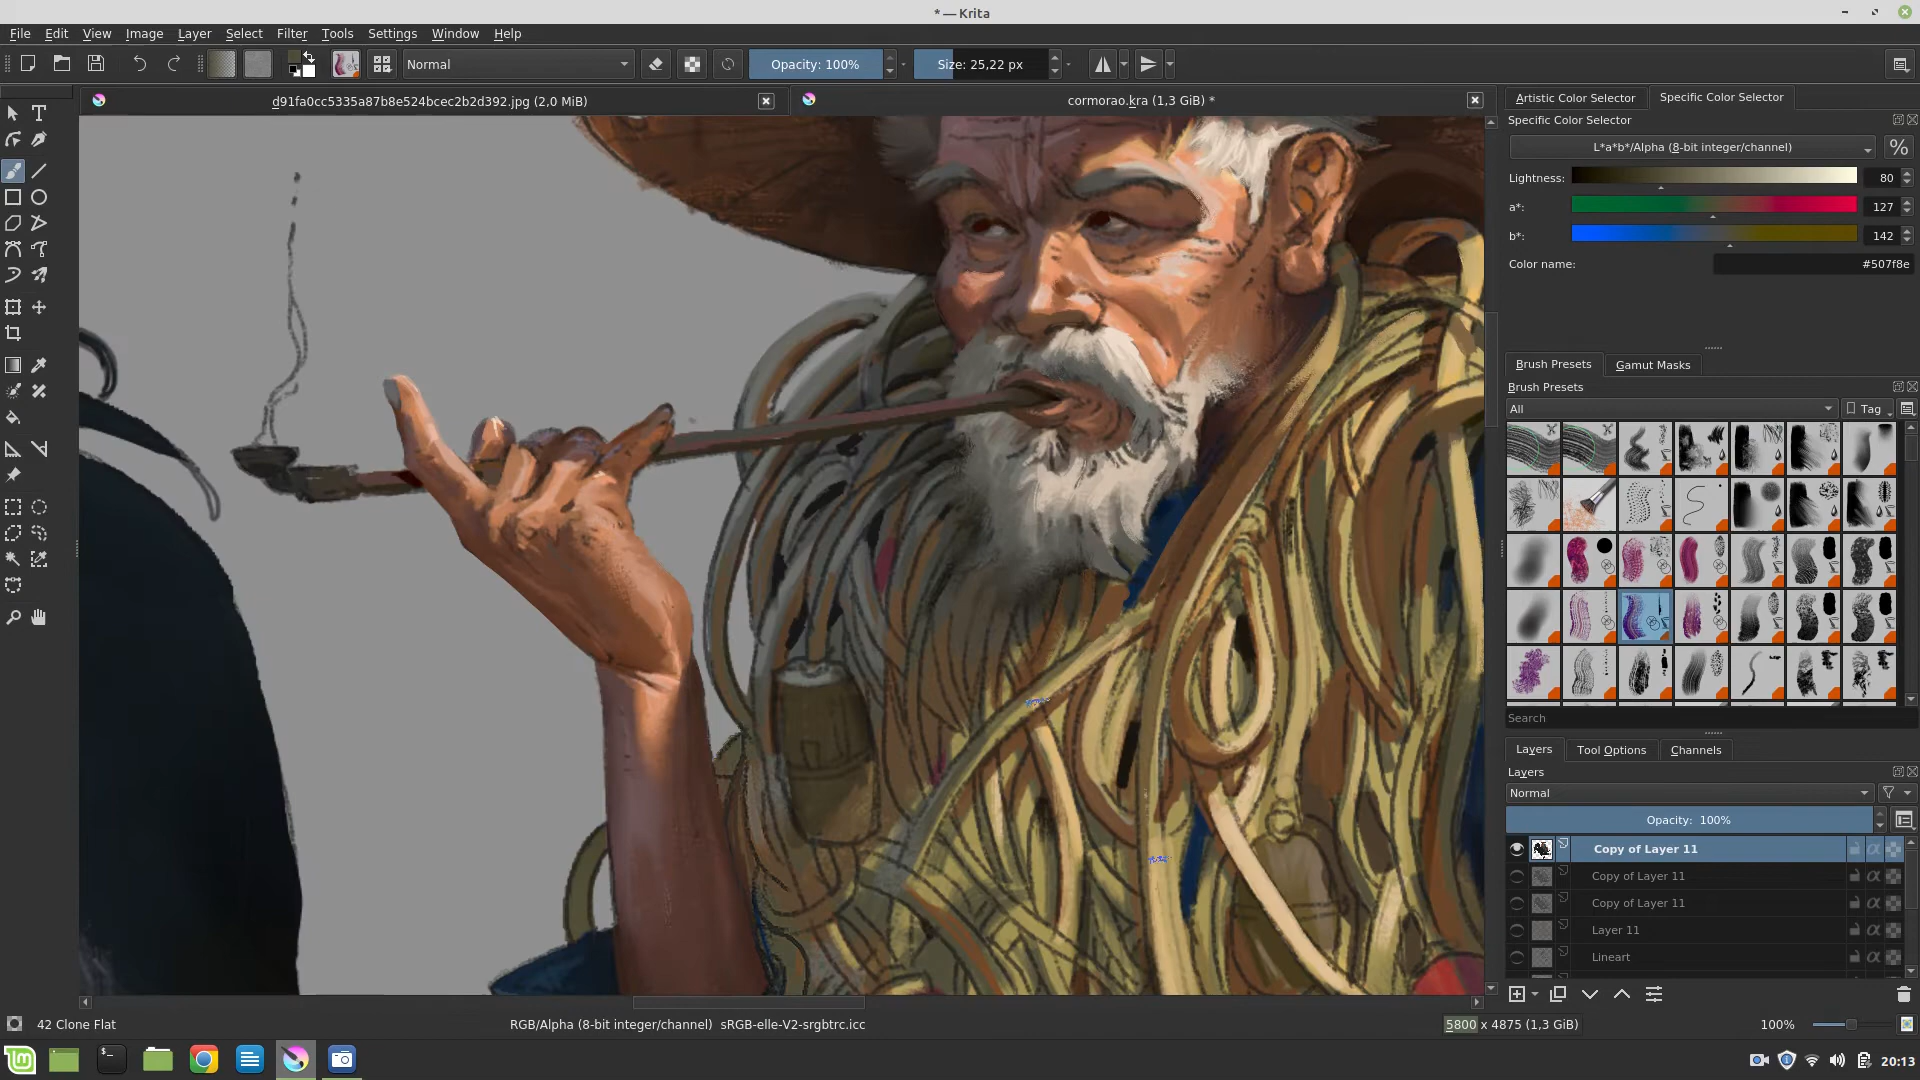 * — Krita
File Edit View Image Layer Select Filter Tools Settings Window Help
Normal Opacity: 100% Size: 25,22 px
d91fa0cc5335a87b8e524bcec2b2d392.jpg (2,0 MiB) cormorao.kra (1,3 GiB) *
Artistic Color Selector Specific Color Selector
Specific Color Selector
L*a*b*/Alpha (8-bit integer/channel) %
Lightness: 80
a*: 127
b*: 142
Color name: #507f8e
Brush Presets Gamut Masks
Brush Presets
All Tag
Search
Layers Tool Options Channels
Layers
Normal
Opacity: 100%
Copy of Layer 11
Copy of Layer 11
Copy of Layer 11
Layer 11
Lineart
42 Clone Flat RGB/Alpha (8-bit integer/channel) sRGB-elle-V2-srgbtrc.icc 5800 x 4875 (1,3 GiB) 100%
20:13